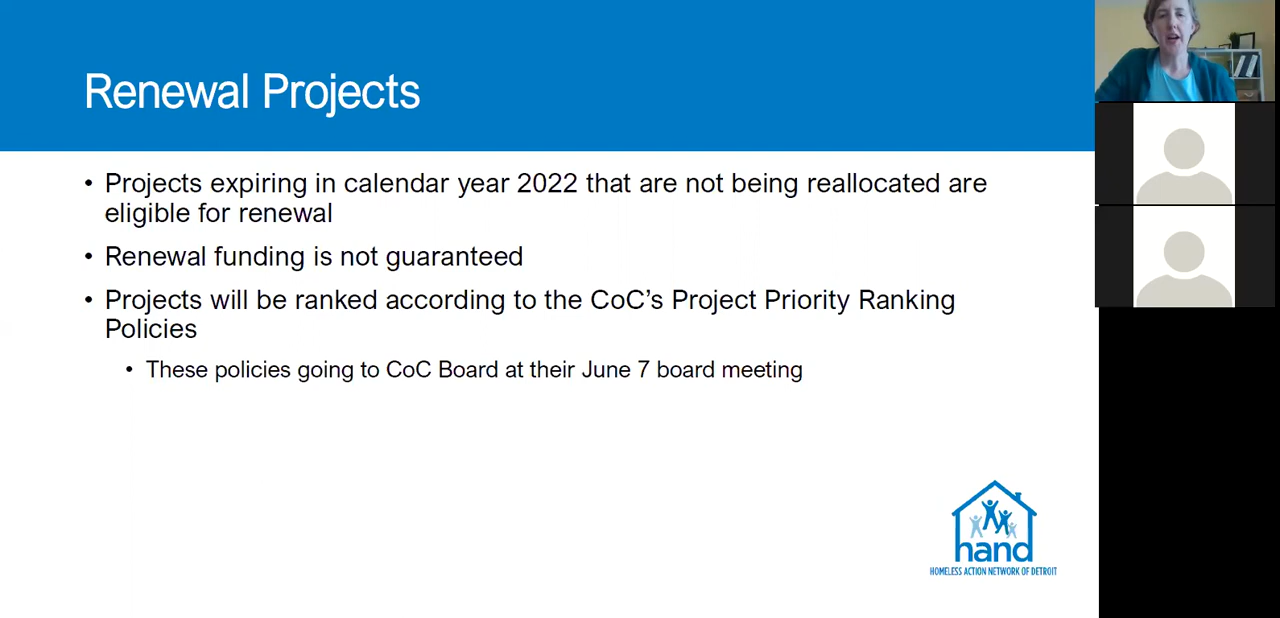 Renewal Projects
• Projects expiring in calendar year 2022 that are not being reallocated are
eligible for renewal
• Renewal funding is not guaranteed
• Projects will be ranked according to the CoC’s Project Priority Ranking
Policies
• These policies going to CoC Board at their June 7 board meeting
hand
HOMELESS ACTION NETWORK OF DETROIT